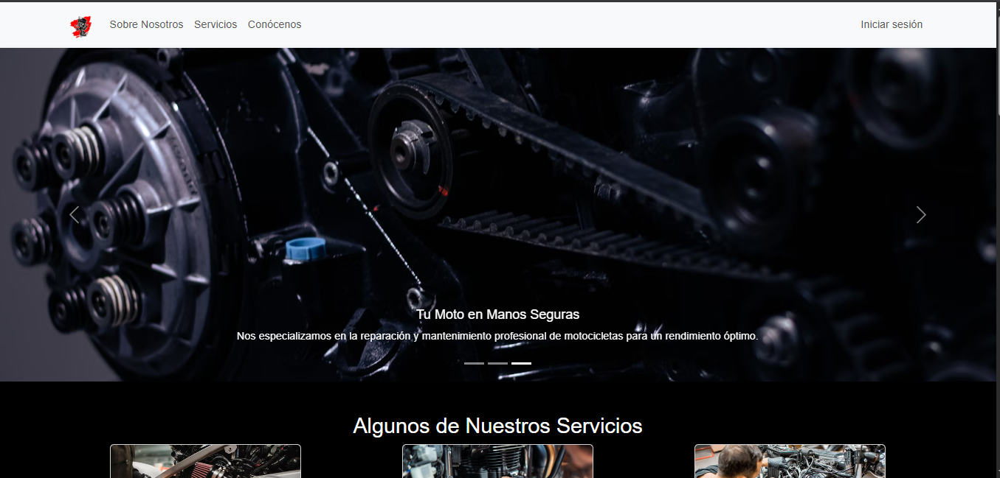 Sobre Nosotros Servicios Conócenos Iniciar sesión
Tu Moto en Manos Seguras
Nos especializamos en la reparación y mantenimiento profesional de motocicletas para un rendimiento óptimo.
Algunos de Nuestros Servicios